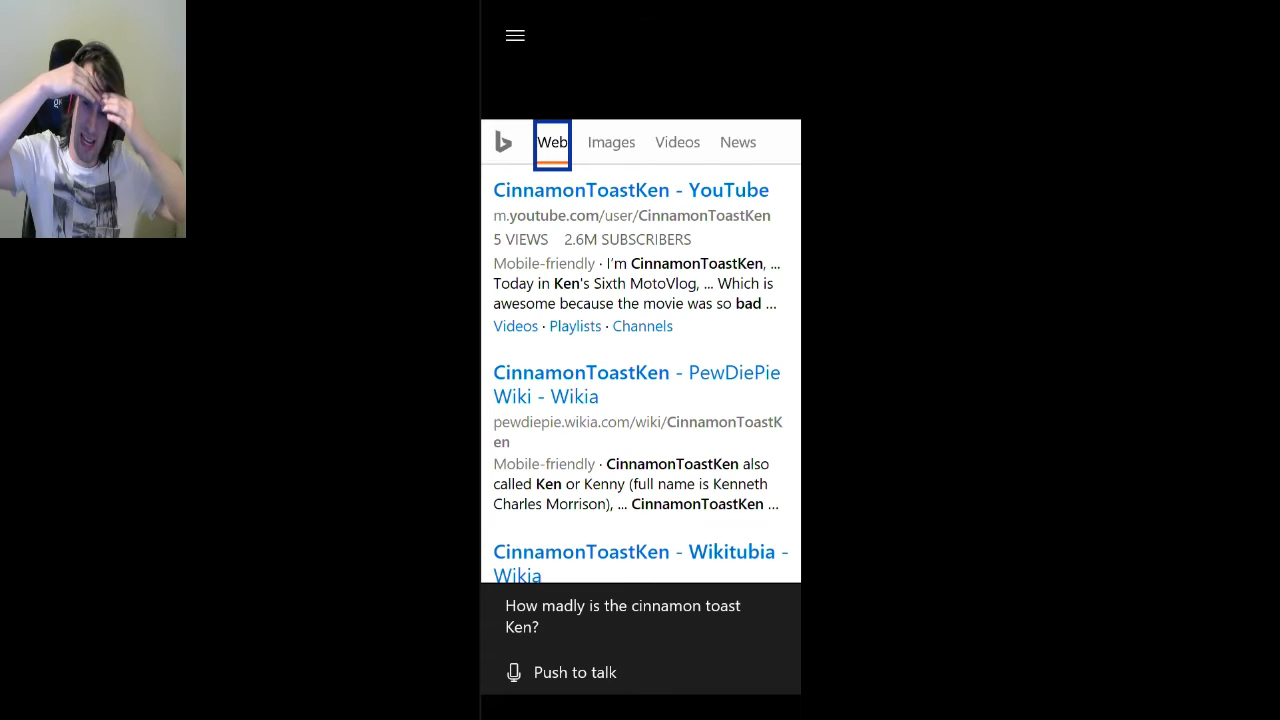 Web Images Videos News
CinnamonToastKen - YouTube
m.youtube.com/user/CinnamonToastKen
5 VIEWS 2.6M SUBSCRIBERS
Mobile-friendly · I'm CinnamonToastKen, ...
Today in Ken's Sixth MotoVlog, ... Which is
awesome because the movie was so bad ...
Videos · Playlists · Channels
CinnamonToastKen - PewDiePie
Wiki - Wikia
pewdiepie.wikia.com/wiki/CinnamonToastK
en
Mobile-friendly · CinnamonToastKen also
called Ken or Kenny (full name is Kenneth
Charles Morrison), ... CinnamonToastKen ...
CinnamonToastKen - Wikitubia -
Wikia
How madly is the cinnamon toast
Ken?
Push to talk